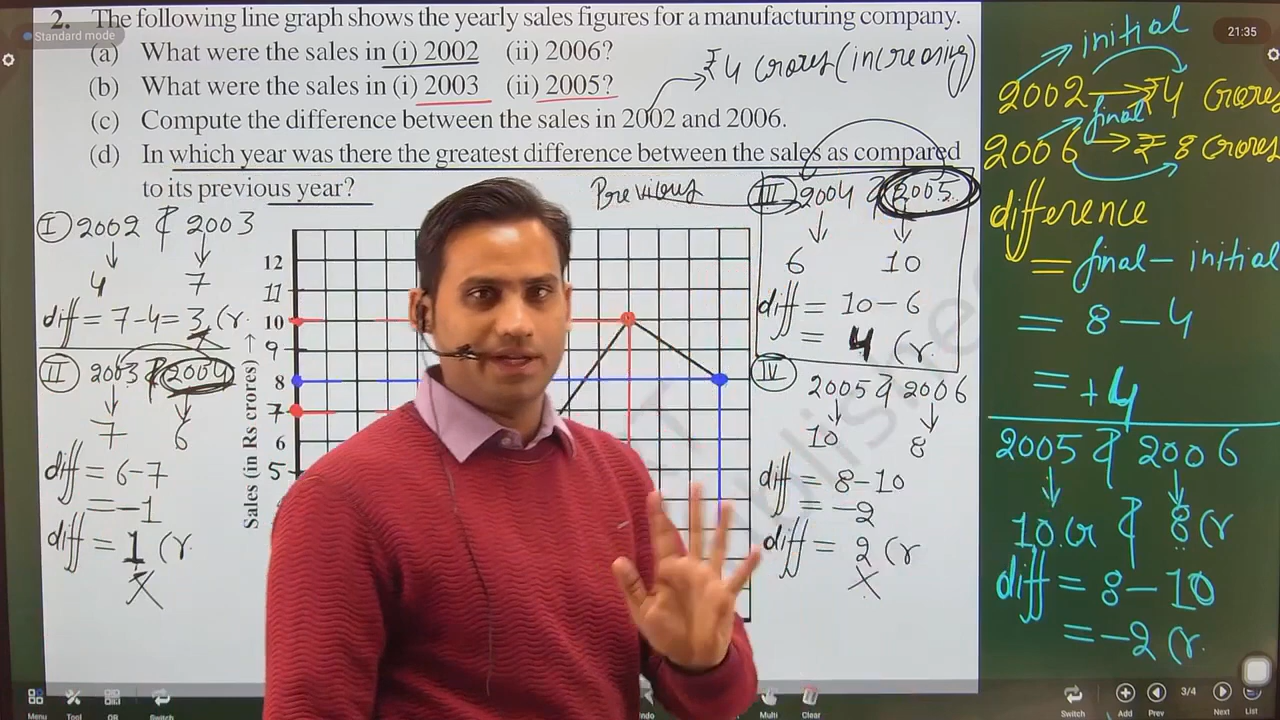 2. The following line graph shows the yearly sales figures for a manufacturing company.
Standard mode
21:35
(a) What were the sales in (i) 2002 (ii) 2006?
(b) What were the sales in (i) 2003 (ii) 2005?
₹4 Crores (increasing)
(c) Compute the difference between the sales in 2002 and 2006.
(d) In which year was there the greatest difference between the sales as compared
to its previous year?
Previous
I 2002 & 2003
4 7
diff = 7-4= 3 Cr.
II 2003 & 2004
7 6
diff = 6-7
= -1
diff = 1 Cr
X
12
11
10
9
8
7
6
5
Sales (in Rs crores) →
III 2004 & 2005
6 10
diff = 10-6
= 4 Cr
IV
2005 & 2006
10 8
diff = 8-10
= -2
diff = 2 Cr
X
initial
2002 → ₹4 Crores
final
2006 → ₹ 8 Crores
difference
= final - initial
= 8 - 4
= +4
2005 & 2006
10 Cr & 8 Cr
diff = 8 - 10
= -2 Cr.
Menu
Tool
QR
Switch
Multi
Clear
Switch
Add
Prev
3/4
Next
List